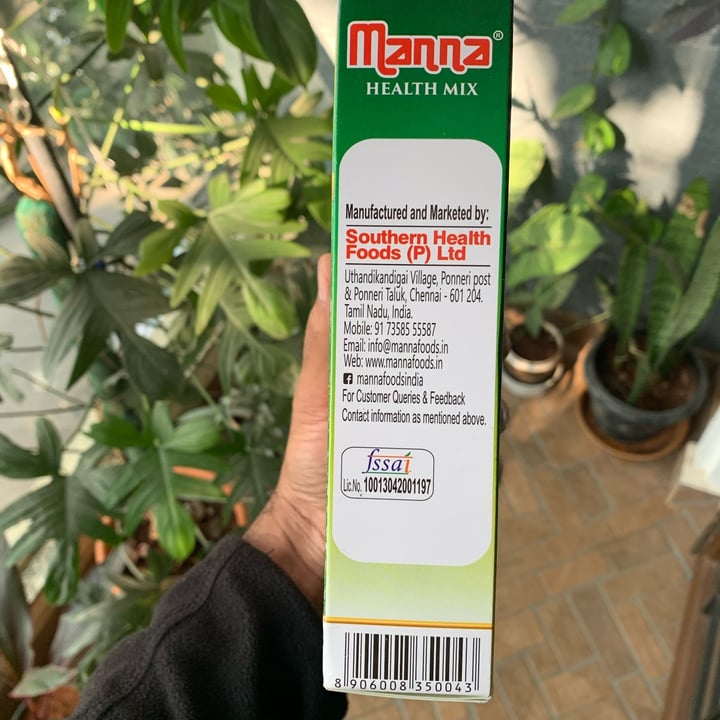 Manna®
HEALTH MIX
Manufactured and Marketed by:
Southern Health
Foods (P) Ltd
Uthandikandigai Village, Ponneri post
& Ponneri Taluk, Chennai - 601 204.
Tamil Nadu, India.
Mobile: 91 73585 55587
Email: info@mannafoods.in
Web: www.mannafoods.in
mannafoodsindia
For Customer Queries & Feedback
Contact information as mentioned above.
fssai
Lic.No. 10013042001197
8 906008 350043